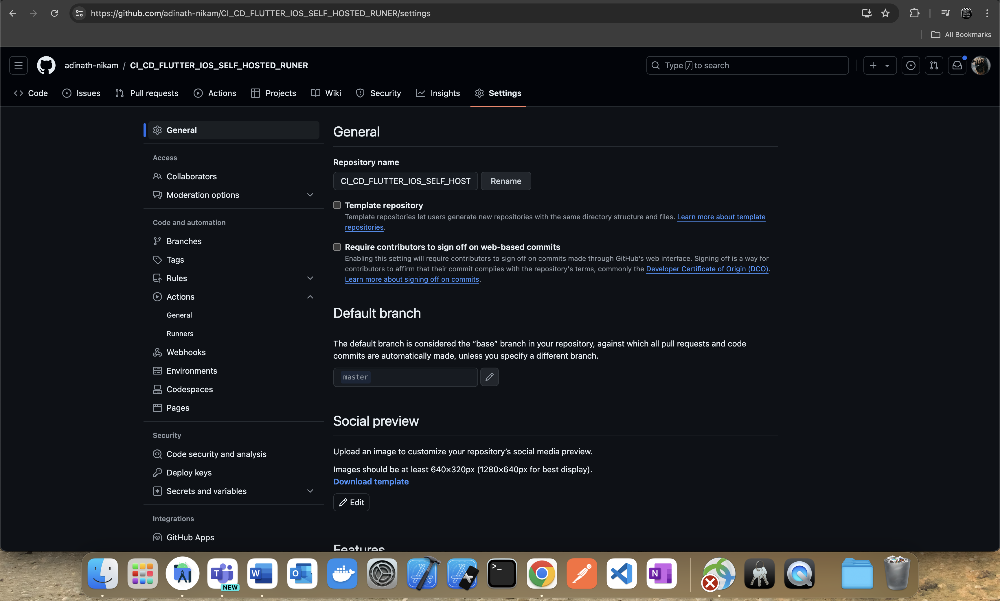 https://github.com/adinath-nikam/CI_CD_FLUTTER_IOS_SELF_HOSTED_RUNER/settings
All Bookmarks
adinath-nikam / CI_CD_FLUTTER_IOS_SELF_HOSTED_RUNER
Type / to search
Code
Issues
Pull requests
Actions
Projects
Wiki
Security
Insights
Settings
General
Access
Collaborators
Moderation options
Code and automation
Branches
Tags
Rules
Actions
General
Runners
Webhooks
Environments
Codespaces
Pages
Security
Code security and analysis
Deploy keys
Secrets and variables
Integrations
GitHub Apps
General
Repository name
CI_CD_FLUTTER_IOS_SELF_HOST
Rename
Template repository
Template repositories let users generate new repositories with the same directory structure and files. Learn more about template
repositories.
Require contributors to sign off on web-based commits
Enabling this setting will require contributors to sign off on commits made through GitHub’s web interface. Signing off is a way for
contributors to affirm that their commit complies with the repository's terms, commonly the Developer Certificate of Origin (DCO).
Learn more about signing off on commits.
Default branch
The default branch is considered the “base” branch in your repository, against which all pull requests and code
commits are automatically made, unless you specify a different branch.
master
Social preview
Upload an image to customize your repository’s social media preview.
Images should be at least 640×320px (1280×640px for best display).
Download template
Edit
Features
T
NEW
W
O
N